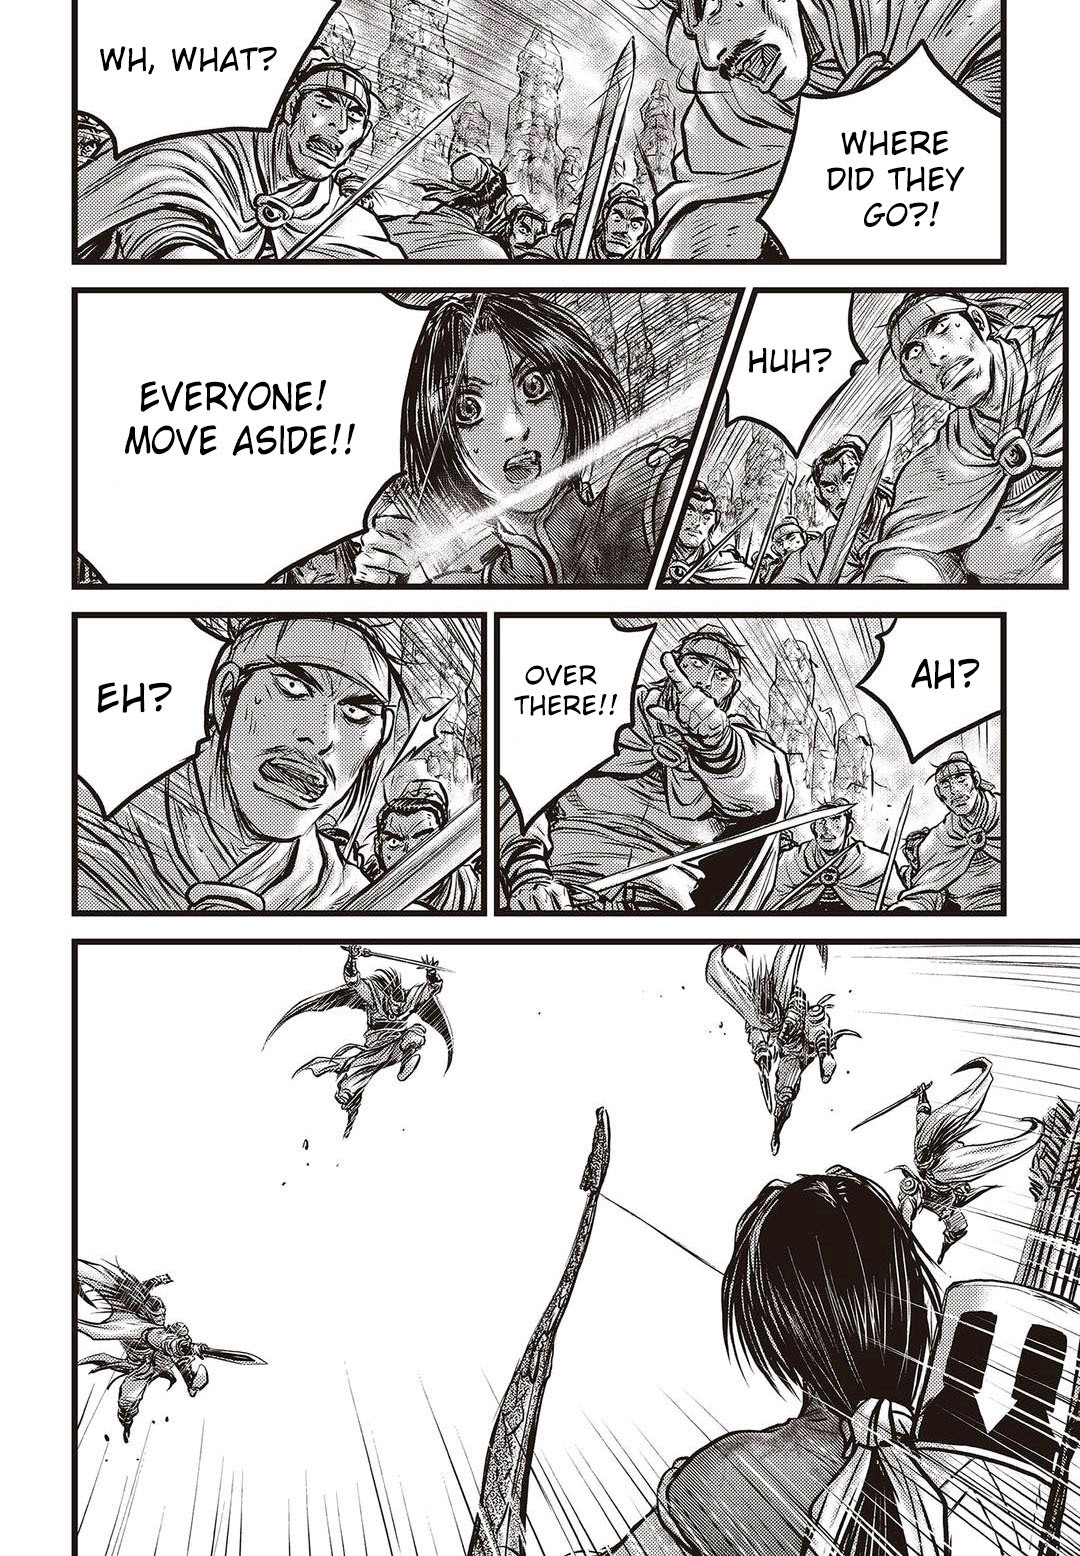 WHERE
DID THEY
GO?!
WH, WHAT?
HUH?
EVERYONE!
MOVE ASIDE!!
AH?
OVER
THERE!!
EH?